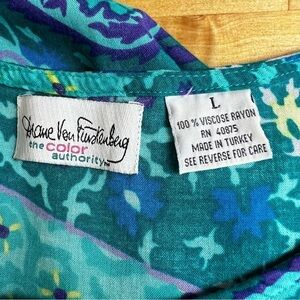 Diane Von Furstenberg
the color
authority
L
100% VISCOSE RAYON
RN 40875
MADE IN TURKEY
SEE REVERSE FOR CARE